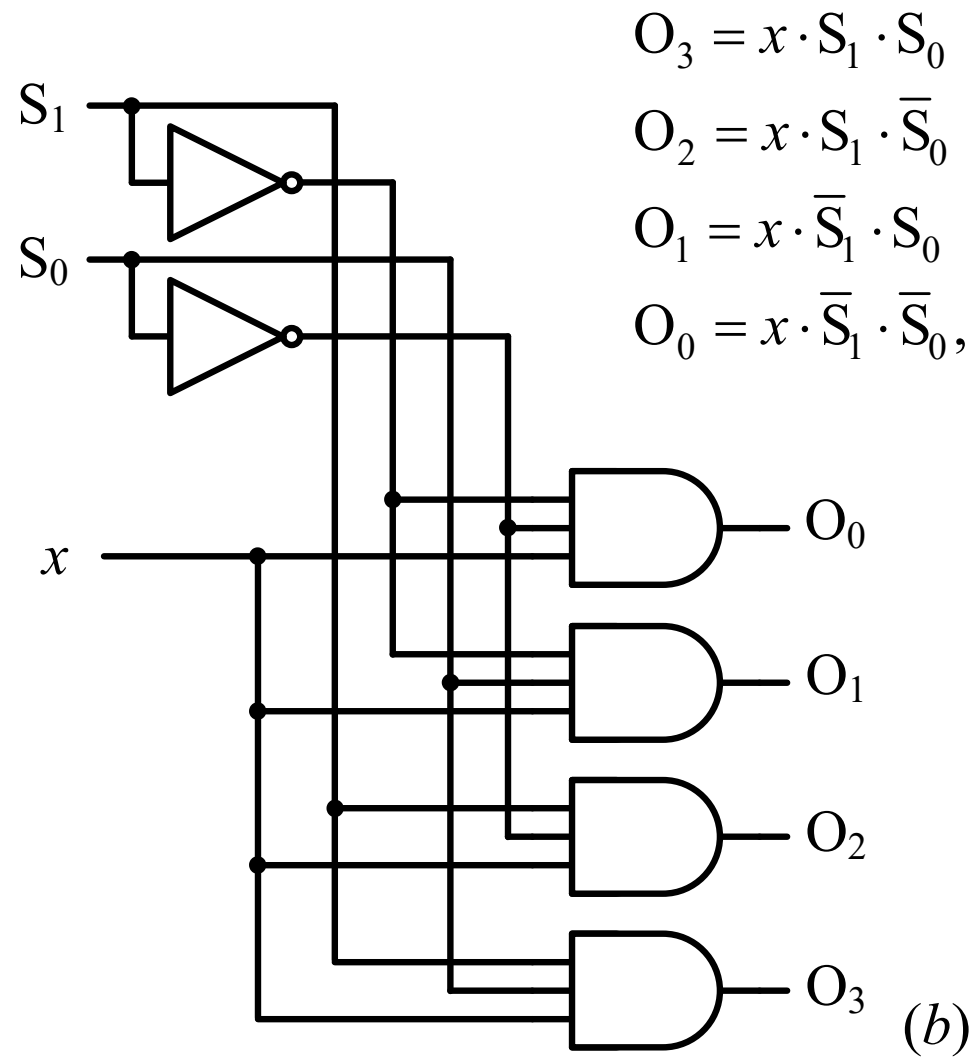 O₃ = x · S₁ · S₀
S₁
O₂ = x · S₁ · S̅₀
O₁ = x · S̅₁ · S₀
S₀
O₀ = x · S̅₁ · S̅₀,
O₀
x
O₁
O₂
O₃
(b)